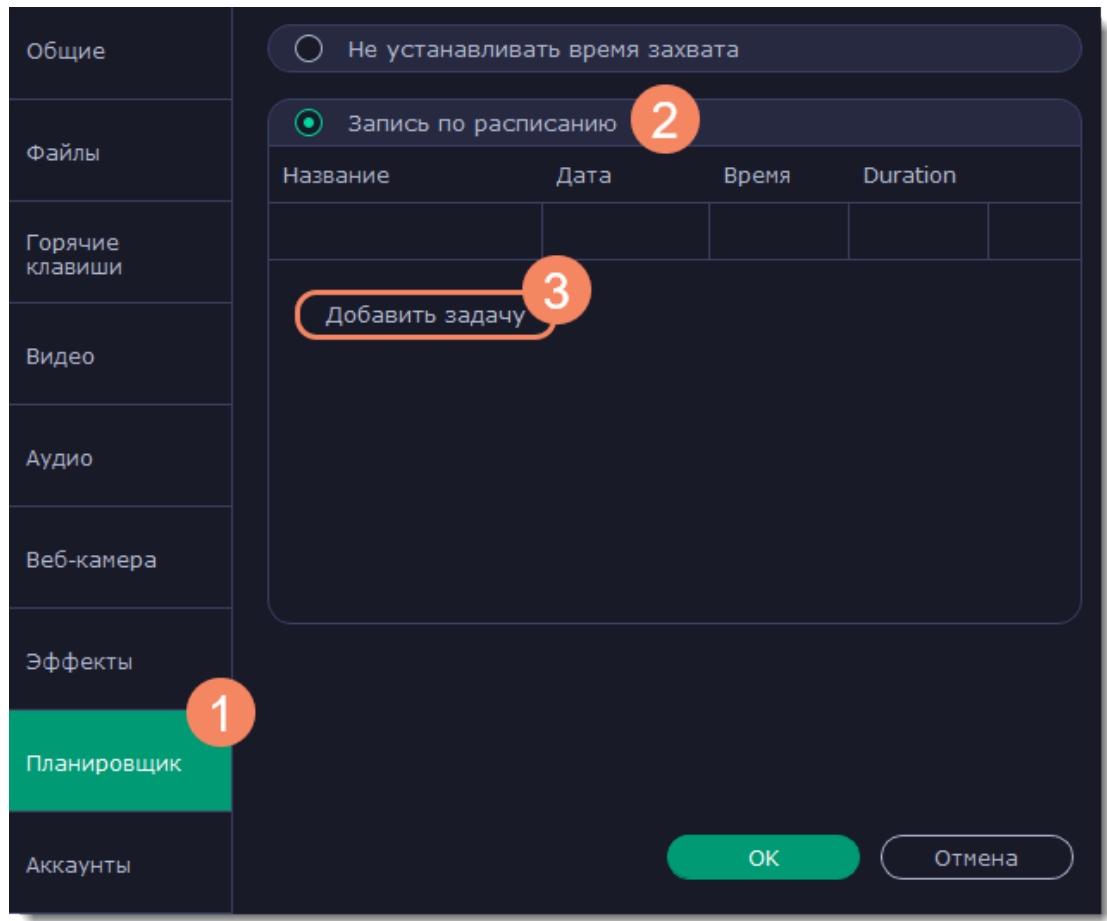 Общие
Файлы
Горячие
клавиши
Видео
Аудио
Веб-камера
Эффекты
1
Планировщик
Аккаунты
Не устанавливать время захвата
Запись по расписанию 2
Название Дата Время Duration
3
Добавить задачу
OK Отмена